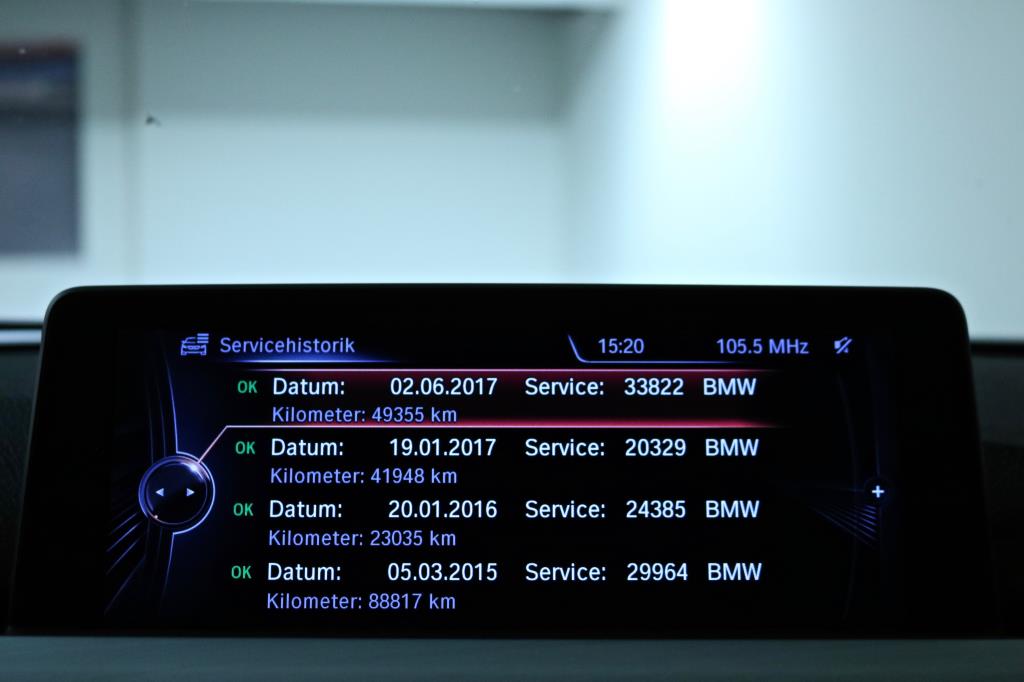 Servicehistorik 15:20 105.5 MHz
OK Datum: 02.06.2017 Service: 33822 BMW
Kilometer: 49355 km
OK Datum: 19.01.2017 Service: 20329 BMW
Kilometer: 41948 km
OK Datum: 20.01.2016 Service: 24385 BMW
Kilometer: 23035 km
OK Datum: 05.03.2015 Service: 29964 BMW
Kilometer: 88817 km